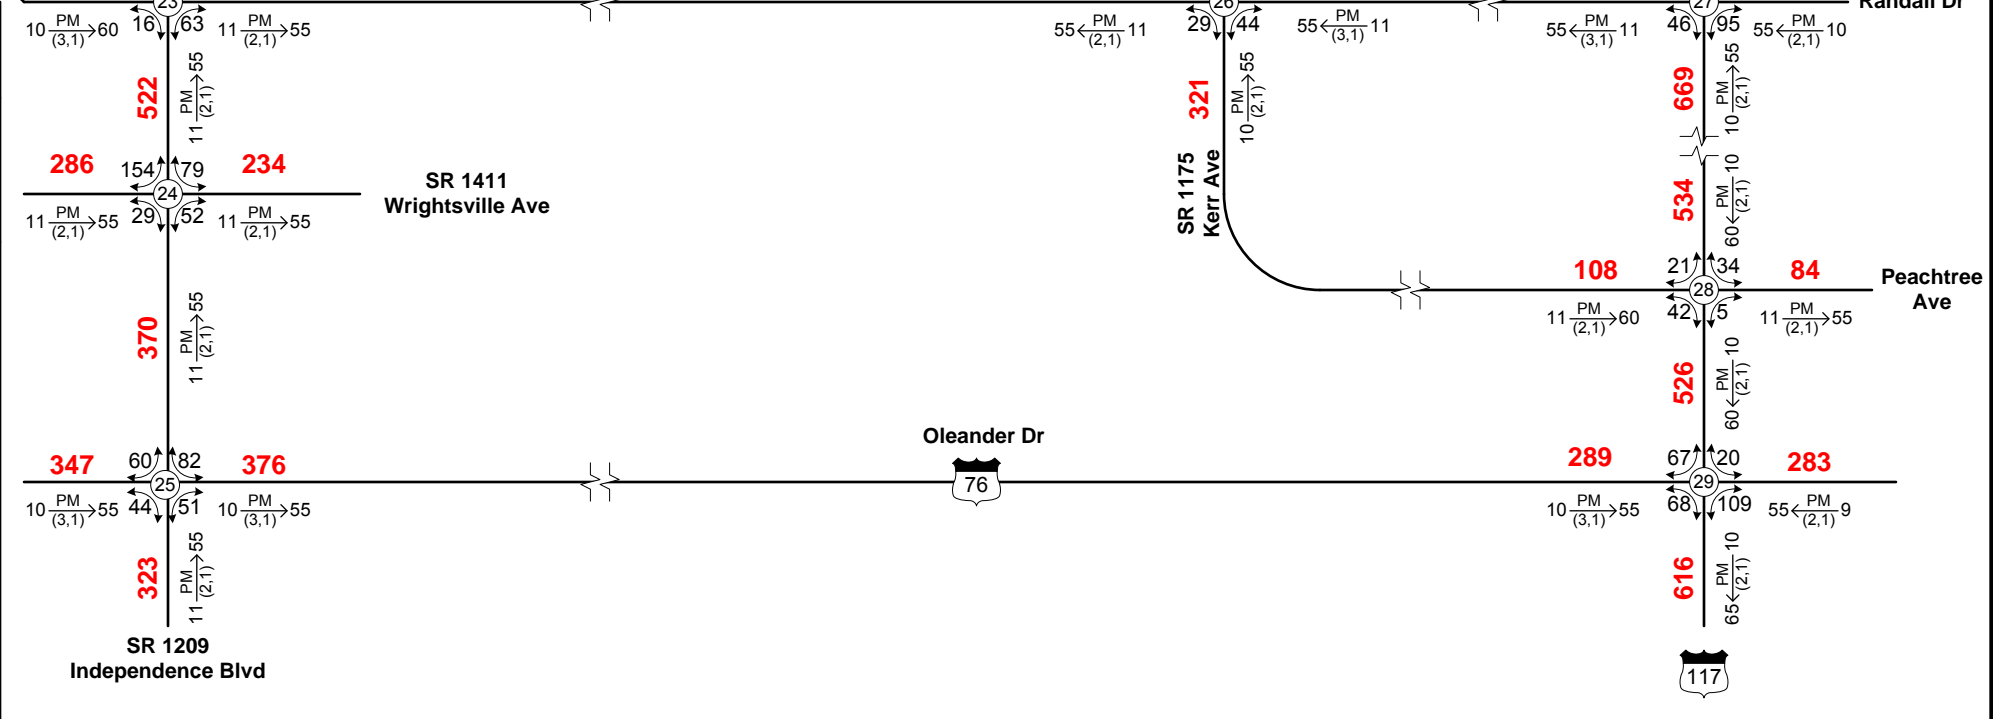 23
26
27
Randall Dr
16 63
29 44
46 95
10 PM (3,1) 60
11 PM (2,1) 55
55 PM (2,1) 11
55 PM (3,1) 11
55 PM (3,1) 11
55 PM (2,1) 10
522
11 PM (2,1) 55
321
10 PM (2,1) 55
669
10 PM (2,1) 55
286
154 79
234
24
29 52
11 PM (2,1) 55
11 PM (2,1) 55
SR 1411
Wrightsville Ave
SR 1175
Kerr Ave
534
60 PM (2,1) 10
108
21 34
84
28
42 5
11 PM (2,1) 60
11 PM (2,1) 55
Peachtree
Ave
370
11 PM (2,1) 55
526
60 PM (2,1) 10
Oleander Dr
76
347
60 82
376
25
44 51
10 PM (3,1) 55
10 PM (3,1) 55
289
67 20
283
29
68 109
10 PM (3,1) 55
55 PM (2,1) 9
323
11 PM (2,1) 55
616
65 PM (2,1) 10
SR 1209
Independence Blvd
117